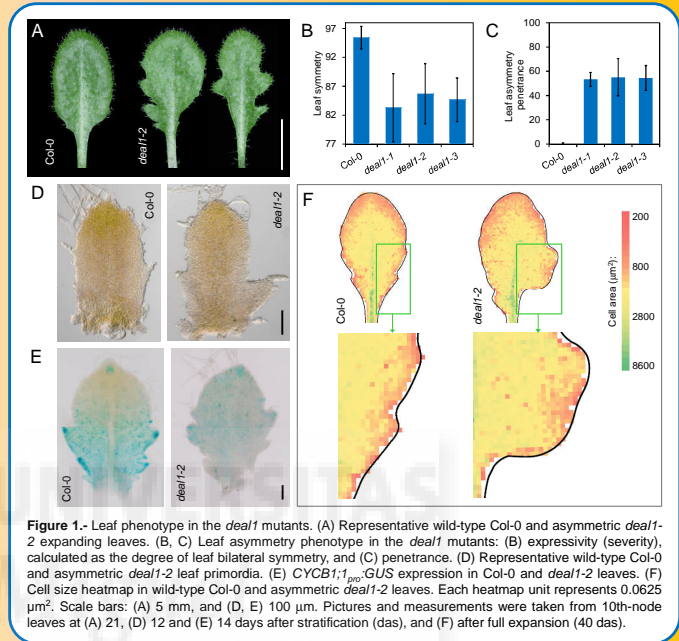 A
Col-0
deal1-2
B
Leaf symmetry
97
92
87
82
77
Col-0
deal1-1
deal1-2
deal1-3
C
Leaf asymmetry
penetrance
100
80
60
40
20
0
Col-0
deal1-1
deal1-2
deal1-3
D
Col-0
deal1-2
E
Col-0
deal1-2
F
Col-0
deal1-2
Cell area (µm²):
200
800
2800
8600
UNIVERSITAS
Figure 1.- Leaf phenotype in the deal1 mutants. (A) Representative wild-type Col-0 and asymmetric deal1-
2 expanding leaves. (B, C) Leaf asymmetry phenotype in the deal1 mutants: (B) expressivity (severity),
calculated as the degree of leaf bilateral symmetry, and (C) penetrance. (D) Representative wild-type Col-0
and asymmetric deal1-2 leaf primordia. (E) CYCB1;1pro:GUS expression in Col-0 and deal1-2 leaves. (F)
Cell size heatmap in wild-type Col-0 and asymmetric deal1-2 leaves. Each heatmap unit represents 0.0625
µm². Scale bars: (A) 5 mm, and (D, E) 100 µm. Pictures and measurements were taken from 10th-node
leaves at (A) 21, (D) 12 and (E) 14 days after stratification (das), and (F) after full expansion (40 das).